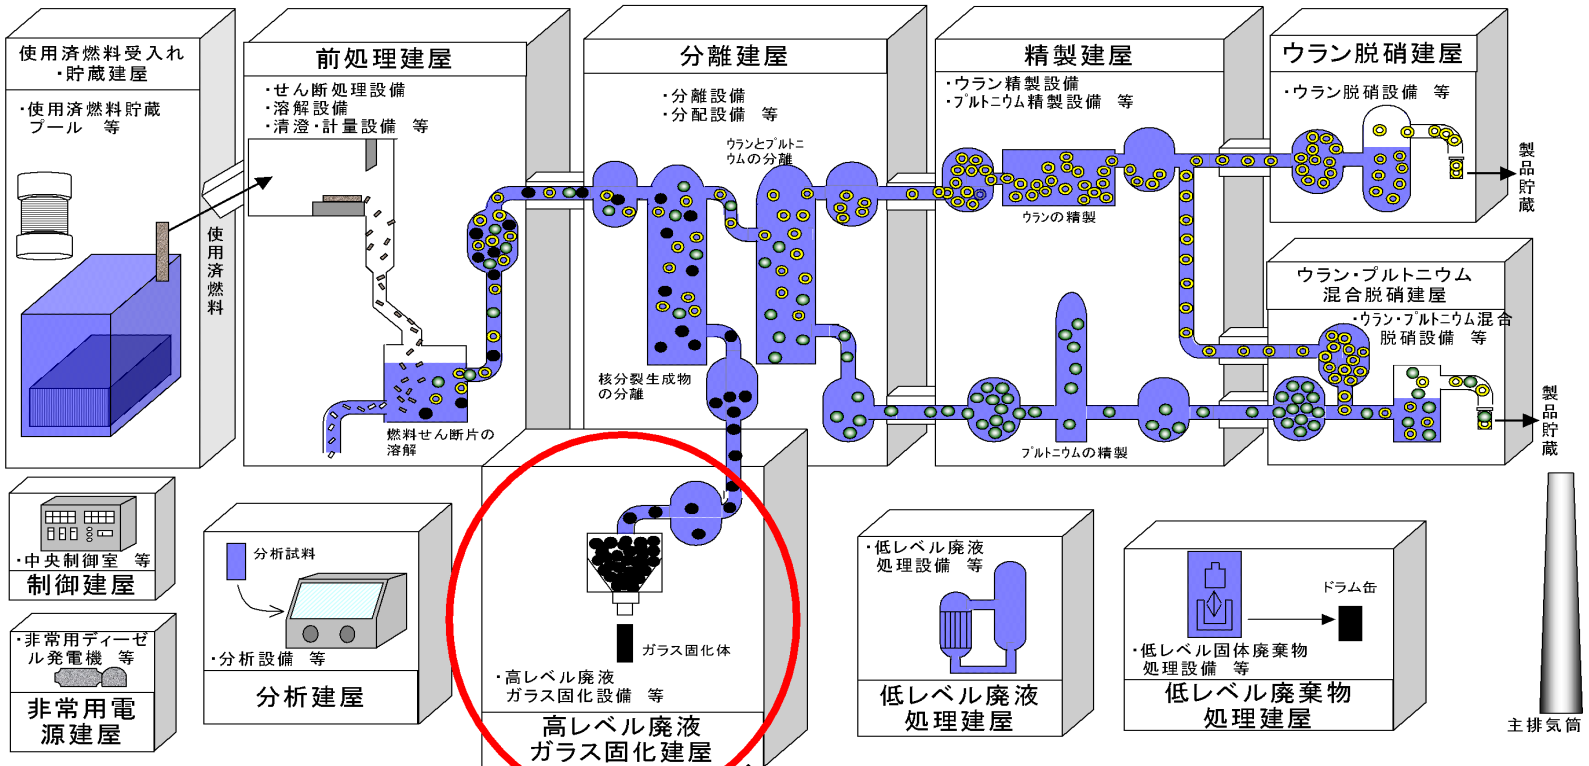 使用済燃料受入れ
・貯蔵建屋
・使用済燃料貯蔵
プール 等
使用済燃料
前処理建屋
・せん断処理設備
・溶解設備
・清澄・計量設備 等
燃料せん断片の
溶解
分離建屋
・分離設備
・分配設備 等
ウランとプルトニ
ウムの分離
核分裂生成物
の分離
精製建屋
・ウラン精製設備
・プルトニウム精製設備 等
ウランの精製
プルトニウムの精製
ウラン脱硝建屋
・ウラン脱硝設備 等
製品貯蔵
ウラン・プルトニウム
混合脱硝建屋
・ウラン・プルトニウム混合
脱硝設備 等
製品貯蔵
・中央制御室 等
制御建屋
・非常用ディーゼ
ル発電機 等
非常用電
源建屋
分析試料
・分析設備 等
分析建屋
ガラス固化体
・高レベル廃液
ガラス固化設備 等
高レベル廃液
ガラス固化建屋
・低レベル廃液
処理設備 等
低レベル廃液
処理建屋
ドラム缶
・低レベル固体廃棄物
処理設備 等
低レベル廃棄物
処理建屋
主排気筒